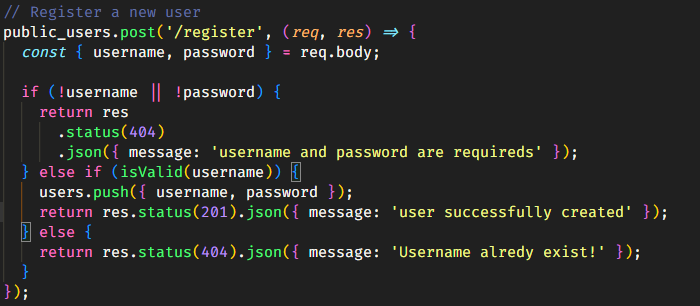 // Register a new user
public_users.post('/register', (req, res) => {
  const { username, password } = req.body;

  if (!username || !password) {
    return res
      .status(404)
      .json({ message: 'username and password are requireds' });
  } else if (isValid(username)) {
    users.push({ username, password });
    return res.status(201).json({ message: 'user successfully created' });
  } else {
    return res.status(404).json({ message: 'Username alredy exist!' });
  }
});